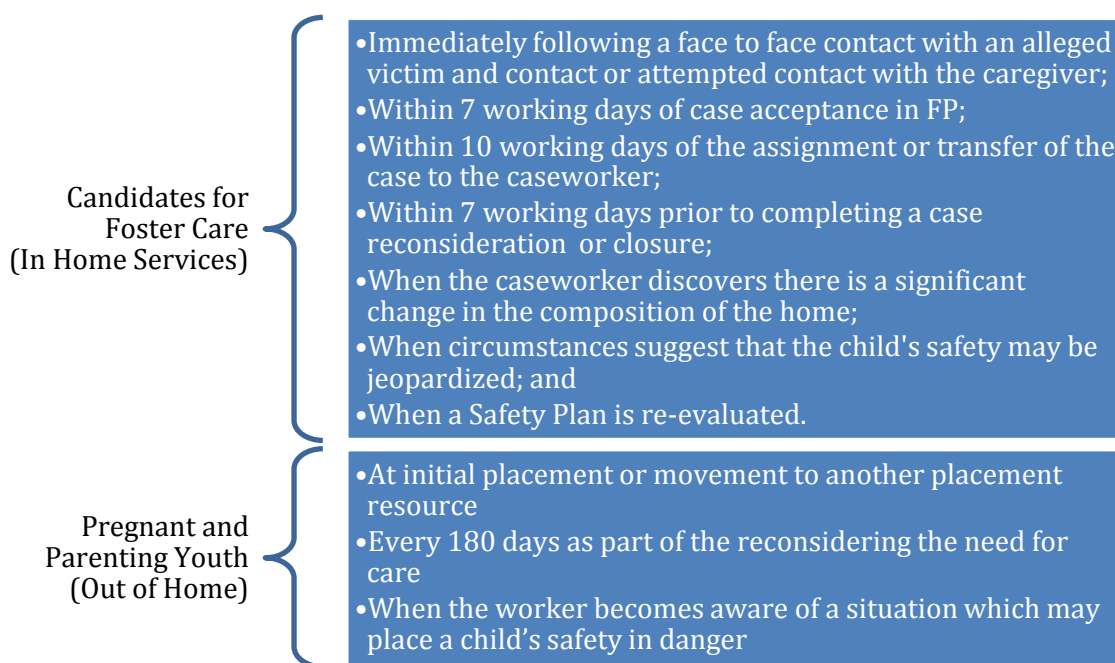 Candidates for
Foster Care
(In Home Services)
•Immediately following a face to face contact with an alleged
victim and contact or attempted contact with the caregiver;
•Within 7 working days of case acceptance in FP;
•Within 10 working days of the assignment or transfer of the
case to the caseworker;
•Within 7 working days prior to completing a case
reconsideration or closure;
•When the caseworker discovers there is a significant
change in the composition of the home;
•When circumstances suggest that the child's safety may be
jeopardized; and
•When a Safety Plan is re-evaluated.
Pregnant and
Parenting Youth
(Out of Home)
•At initial placement or movement to another placement
resource
•Every 180 days as part of the reconsidering the need for
care
•When the worker becomes aware of a situation which may
place a child’s safety in danger